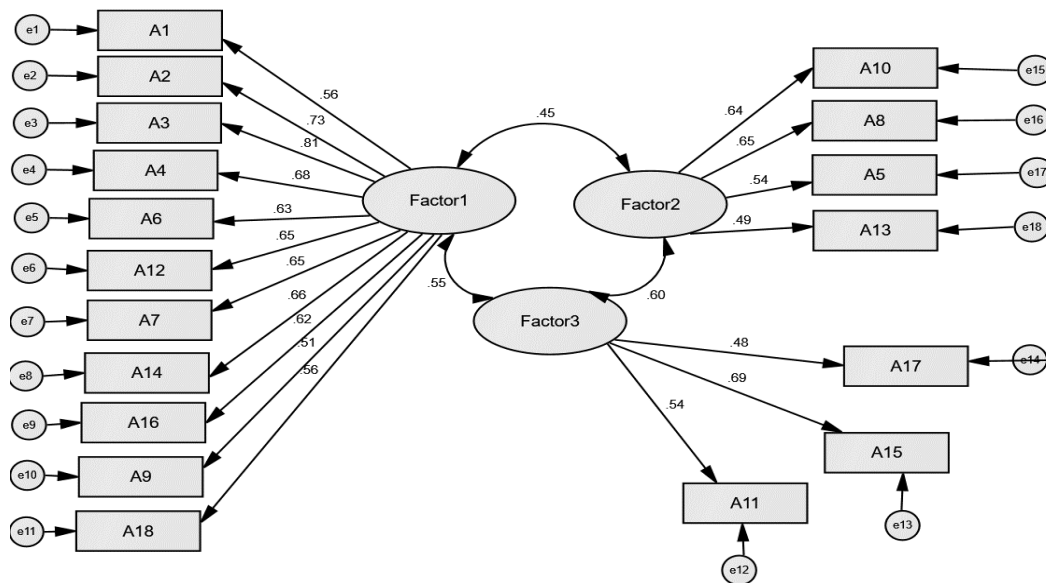 e1
A1
e2
A2
e3
A3
e4
A4
e5
A6
e6
A12
e7
A7
e8
A14
e9
A16
e10
A9
e11
A18
.56
.73
.81
.68
.63
.65
.65
.66
.62
.51
.56
Factor1
.45
Factor2
.55
.60
Factor3
.64
.65
.54
.49
A10
e15
A8
e16
A5
e17
A13
e18
.48
.69
.54
A17
e14
A15
e13
A11
e12